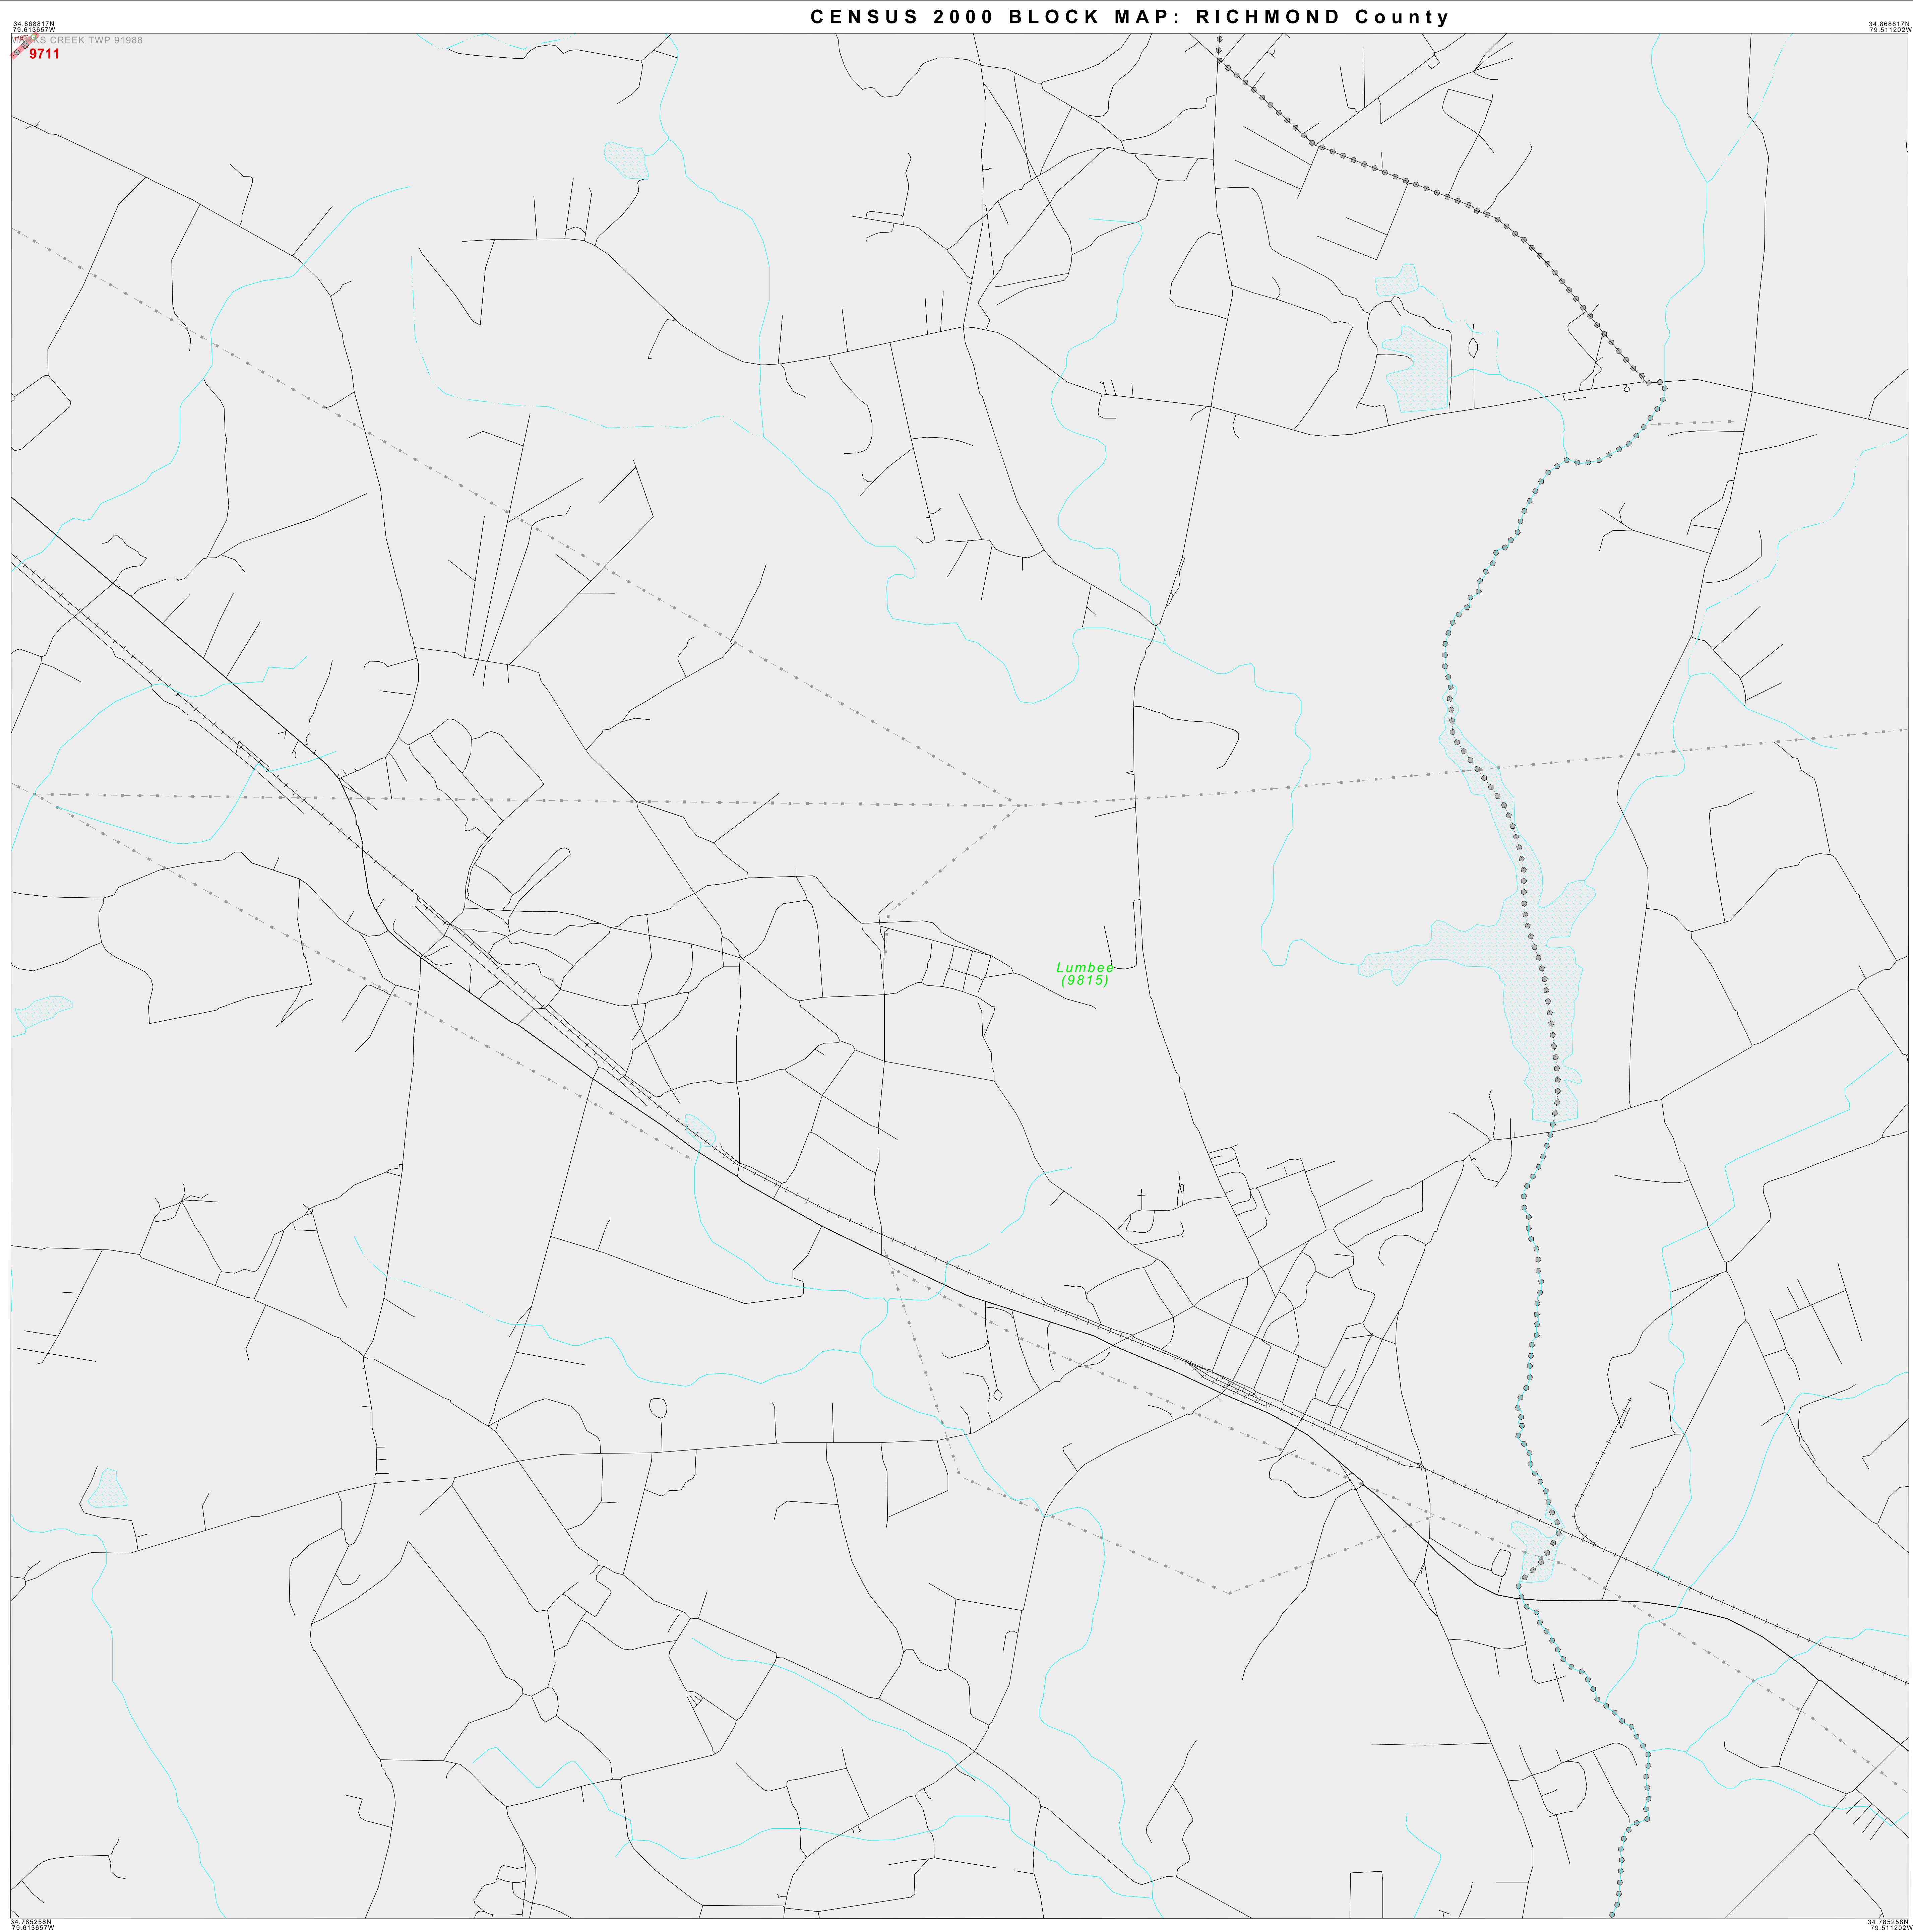 CENSUS 2000 BLOCK MAP: RICHMOND County
34.868817N
79.613657W
34.868817N
79.511202W
CREEK TWP 91988
9711
Lumbee
(9815)
34.785258N
79.613657W
34.785258N
79.511202W